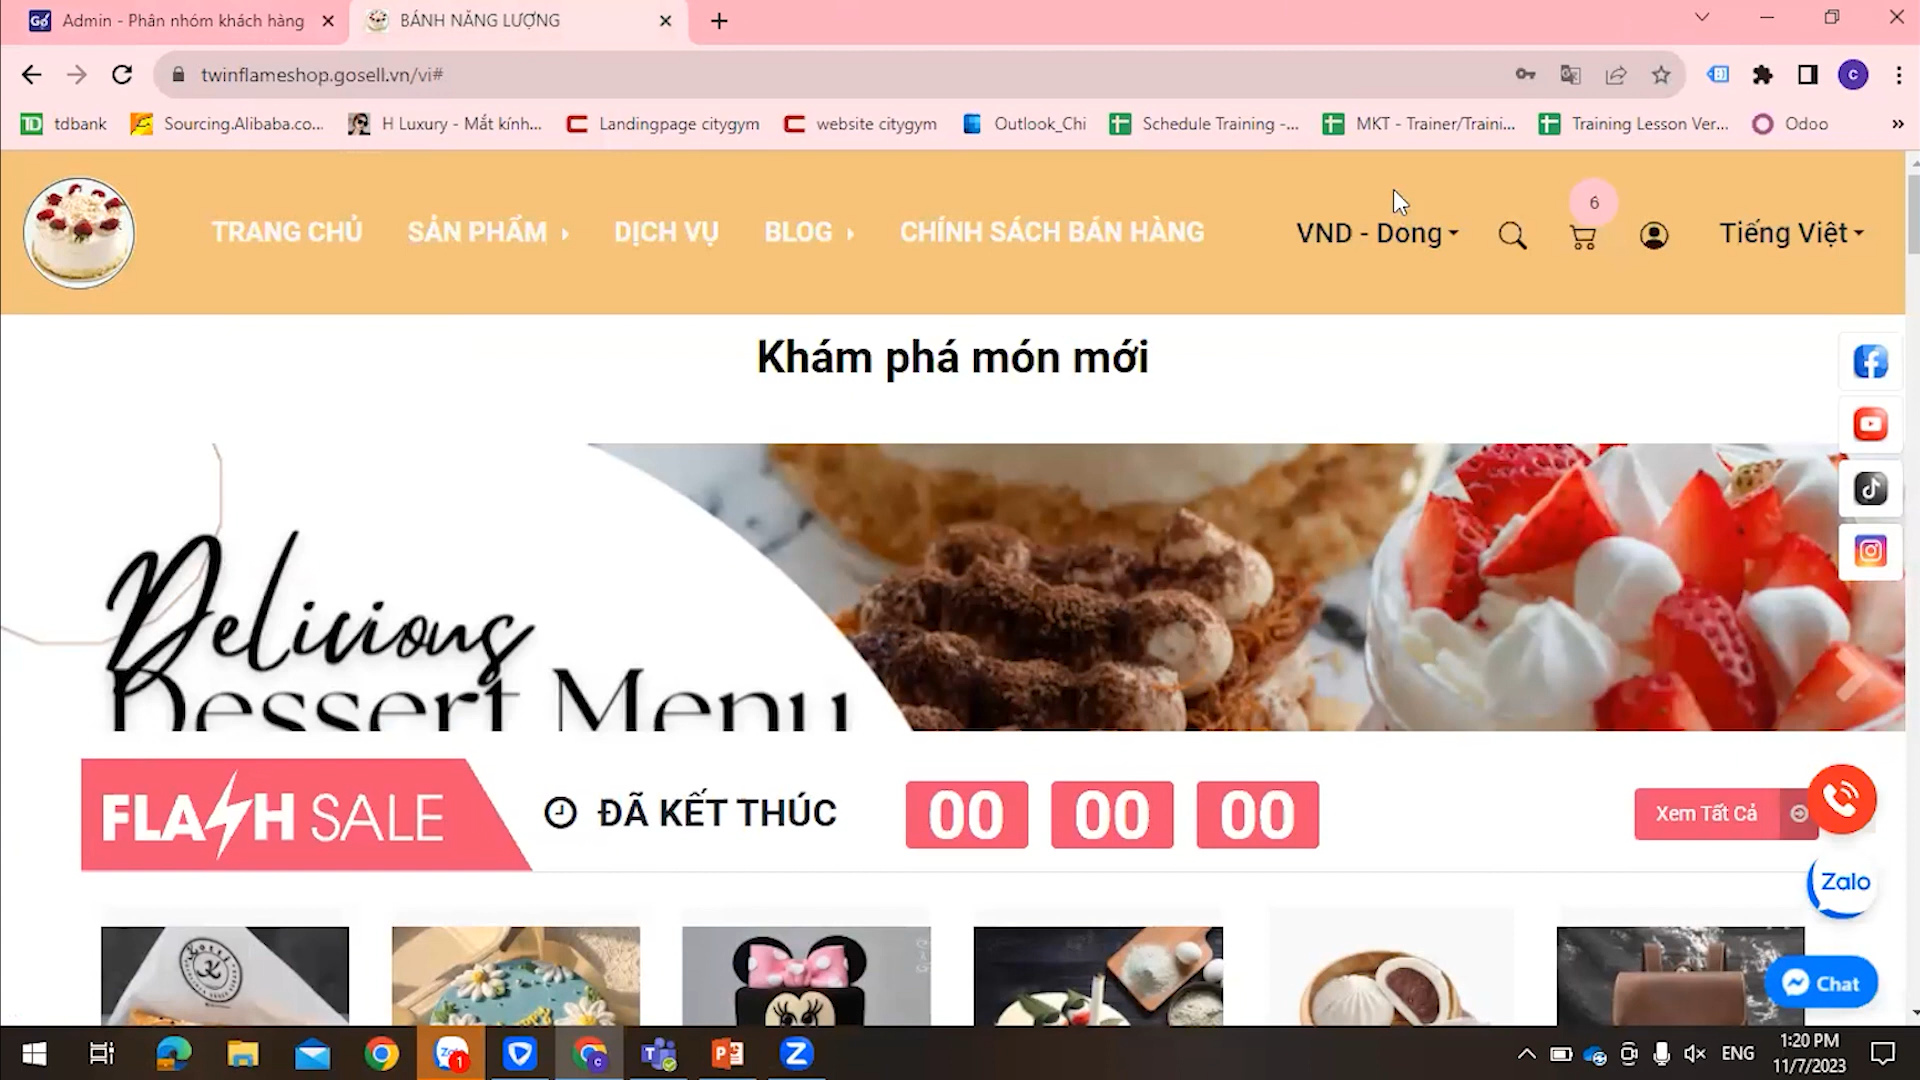 Admin - Phân nhóm khách hàng
BÁNH NĂNG LƯỢNG
twinflameshop.gosell.vn/vi#
tdbank
Sourcing.Alibaba.co...
H Luxury - Mắt kính...
Landingpage citygym
website citygym
Outlook_Chi
Schedule Training -...
MKT - Trainer/Traini...
Training Lesson Ver...
Odoo
TRANG CHỦ
SẢN PHẨM
DỊCH VỤ
BLOG
CHÍNH SÁCH BÁN HÀNG
VND - Dong
6
Tiếng Việt
Khám phá món mới
Delicious
Dessert Menu
FLASH SALE
ĐÃ KẾT THÚC
00 00 00
Xem Tất Cả
Zalo
Chat
ENG
1:20 PM
11/7/2023